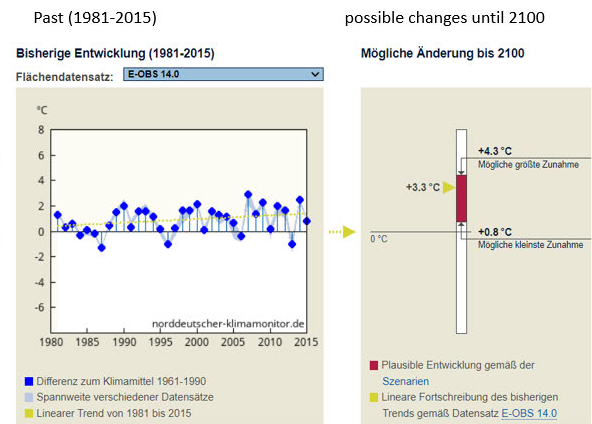 Past (1981-2015)
possible changes until 2100
Bisherige Entwicklung (1981-2015)
Flächendatensatz: E-OBS 14.0
°C
8
6
4
2
0
-2
-4
-6
norddeutscher-klimamonitor.de
1980 1985 1990 1995 2000 2005 2010 2015
Differenz zum Klimamittel 1961-1990
Spannweite verschiedener Datensätze
Linearer Trend von 1981 bis 2015
Mögliche Änderung bis 2100
+4.3 °C
Mögliche größte Zunahme
+3.3 °C
0 °C
+0.8 °C
Mögliche kleinste Zunahme
Plausible Entwicklung gemäß der
Szenarien
Lineare Fortschreibung des bisherigen
Trends gemäß Datensatz E-OBS 14.0